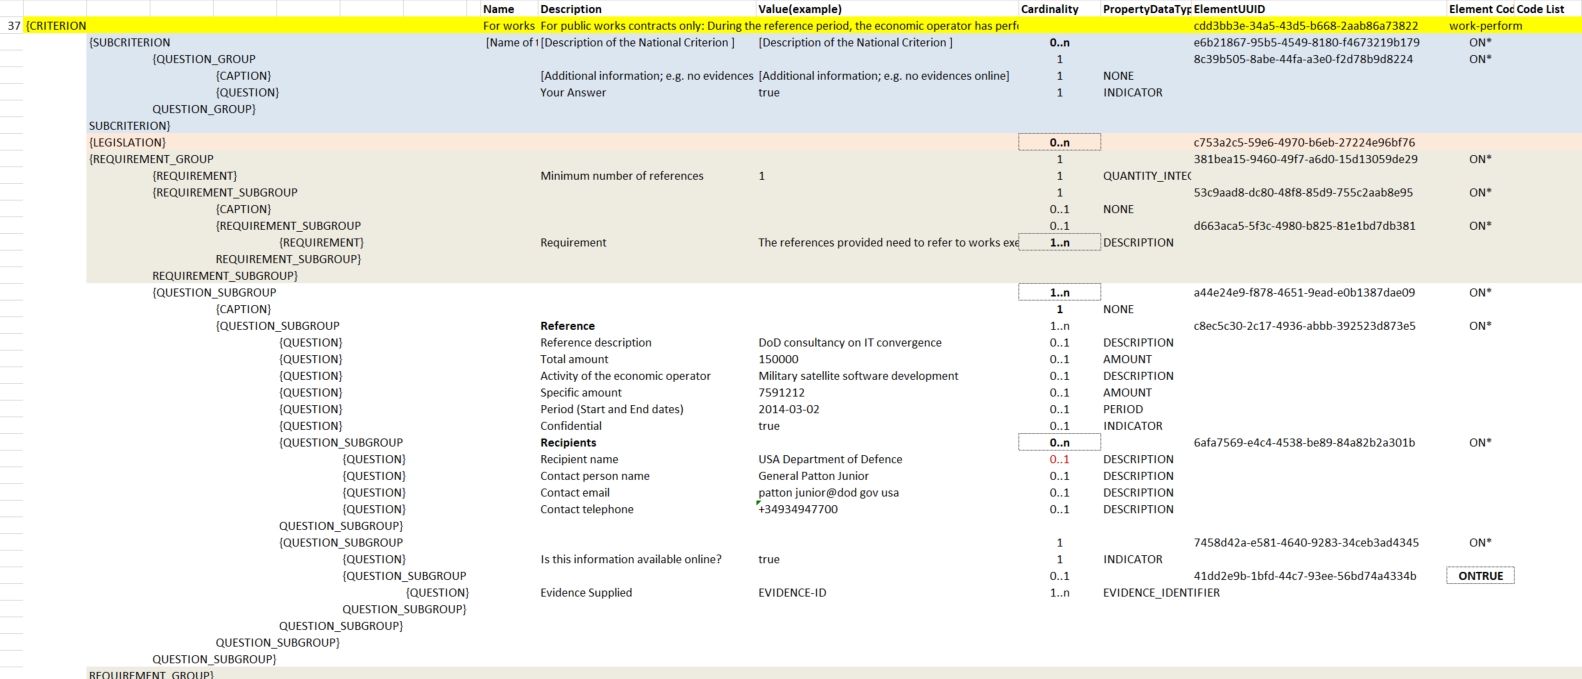 Name Description Value(example) Cardinality PropertyDataTyp ElementUUID Element Cod Code List
37 {CRITERION For works For public works contracts only: During the reference period, the economic operator has perfo cdd3bb3e-34a5-43d5-b668-2aab86a73822 work-perform
{SUBCRITERION [Name of t [Description of the National Criterion ] [Description of the National Criterion ] 0..n e6b21867-95b5-4549-8180-f4673219b179 ON*
{QUESTION_GROUP 1 8c39b505-8abe-44fa-a3e0-f2d78b9d8224 ON*
{CAPTION} [Additional information; e.g. no evidences [Additional information; e.g. no evidences online] 1 NONE
{QUESTION} Your Answer true 1 INDICATOR
QUESTION_GROUP}
SUBCRITERION}
{LEGISLATION} 0..n c753a2c5-59e6-4970-b6eb-27224e96bf76
{REQUIREMENT_GROUP 1 381bea15-9460-49f7-a6d0-15d13059de29 ON*
{REQUIREMENT} Minimum number of references 1 1 QUANTITY_INTEG
{REQUIREMENT_SUBGROUP 1 53c9aad8-dc80-48f8-85d9-755c2aab8e95 ON*
{CAPTION} 0..1 NONE
{REQUIREMENT_SUBGROUP 0..1 d663aca5-5f3c-4980-b825-81e1bd7db381 ON*
{REQUIREMENT} Requirement The references provided need to refer to works exe 1..n DESCRIPTION
REQUIREMENT_SUBGROUP}
REQUIREMENT_SUBGROUP}
{QUESTION_SUBGROUP 1..n a44e24e9-f878-4651-9ead-e0b1387dae09 ON*
{CAPTION} 1 NONE
{QUESTION_SUBGROUP Reference 1..n c8ec5c30-2c17-4936-abbb-392523d873e5 ON*
{QUESTION} Reference description DoD consultancy on IT convergence 0..1 DESCRIPTION
{QUESTION} Total amount 150000 0..1 AMOUNT
{QUESTION} Activity of the economic operator Military satellite software development 0..1 DESCRIPTION
{QUESTION} Specific amount 7591212 0..1 AMOUNT
{QUESTION} Period (Start and End dates) 2014-03-02 0..1 PERIOD
{QUESTION} Confidential true 0..1 INDICATOR
{QUESTION_SUBGROUP Recipients 0..n 6afa7569-e4c4-4538-be89-84a82b2a301b ON*
{QUESTION} Recipient name USA Department of Defence 0..1 DESCRIPTION
{QUESTION} Contact person name General Patton Junior 0..1 DESCRIPTION
{QUESTION} Contact email patton junior@dod gov usa 0..1 DESCRIPTION
{QUESTION} Contact telephone +34934947700 0..1 DESCRIPTION
QUESTION_SUBGROUP}
{QUESTION_SUBGROUP 1 7458d42a-e581-4640-9283-34ceb3ad4345 ON*
{QUESTION} Is this information available online? true 1 INDICATOR
{QUESTION_SUBGROUP 0..1 41dd2e9b-1bfd-44c7-93ee-56bd74a4334b ONTRUE
{QUESTION} Evidence Supplied EVIDENCE-ID 1..n EVIDENCE_IDENTIFIER
QUESTION_SUBGROUP}
QUESTION_SUBGROUP}
QUESTION_SUBGROUP}
QUESTION_SUBGROUP}
REQUIREMENT_GROUP}